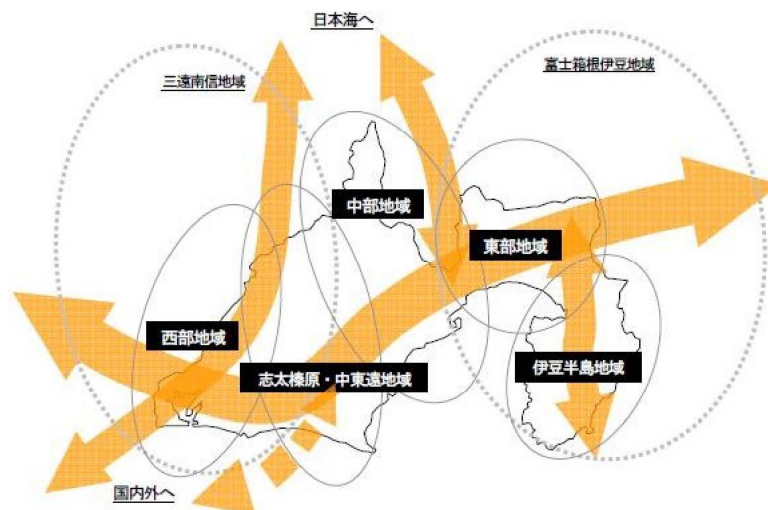 日本海へ
三遠南信地域
富士箱根伊豆地域
中部地域
東部地域
西部地域
志太榛原・中東遠地域
伊豆半島地域
国内外へ